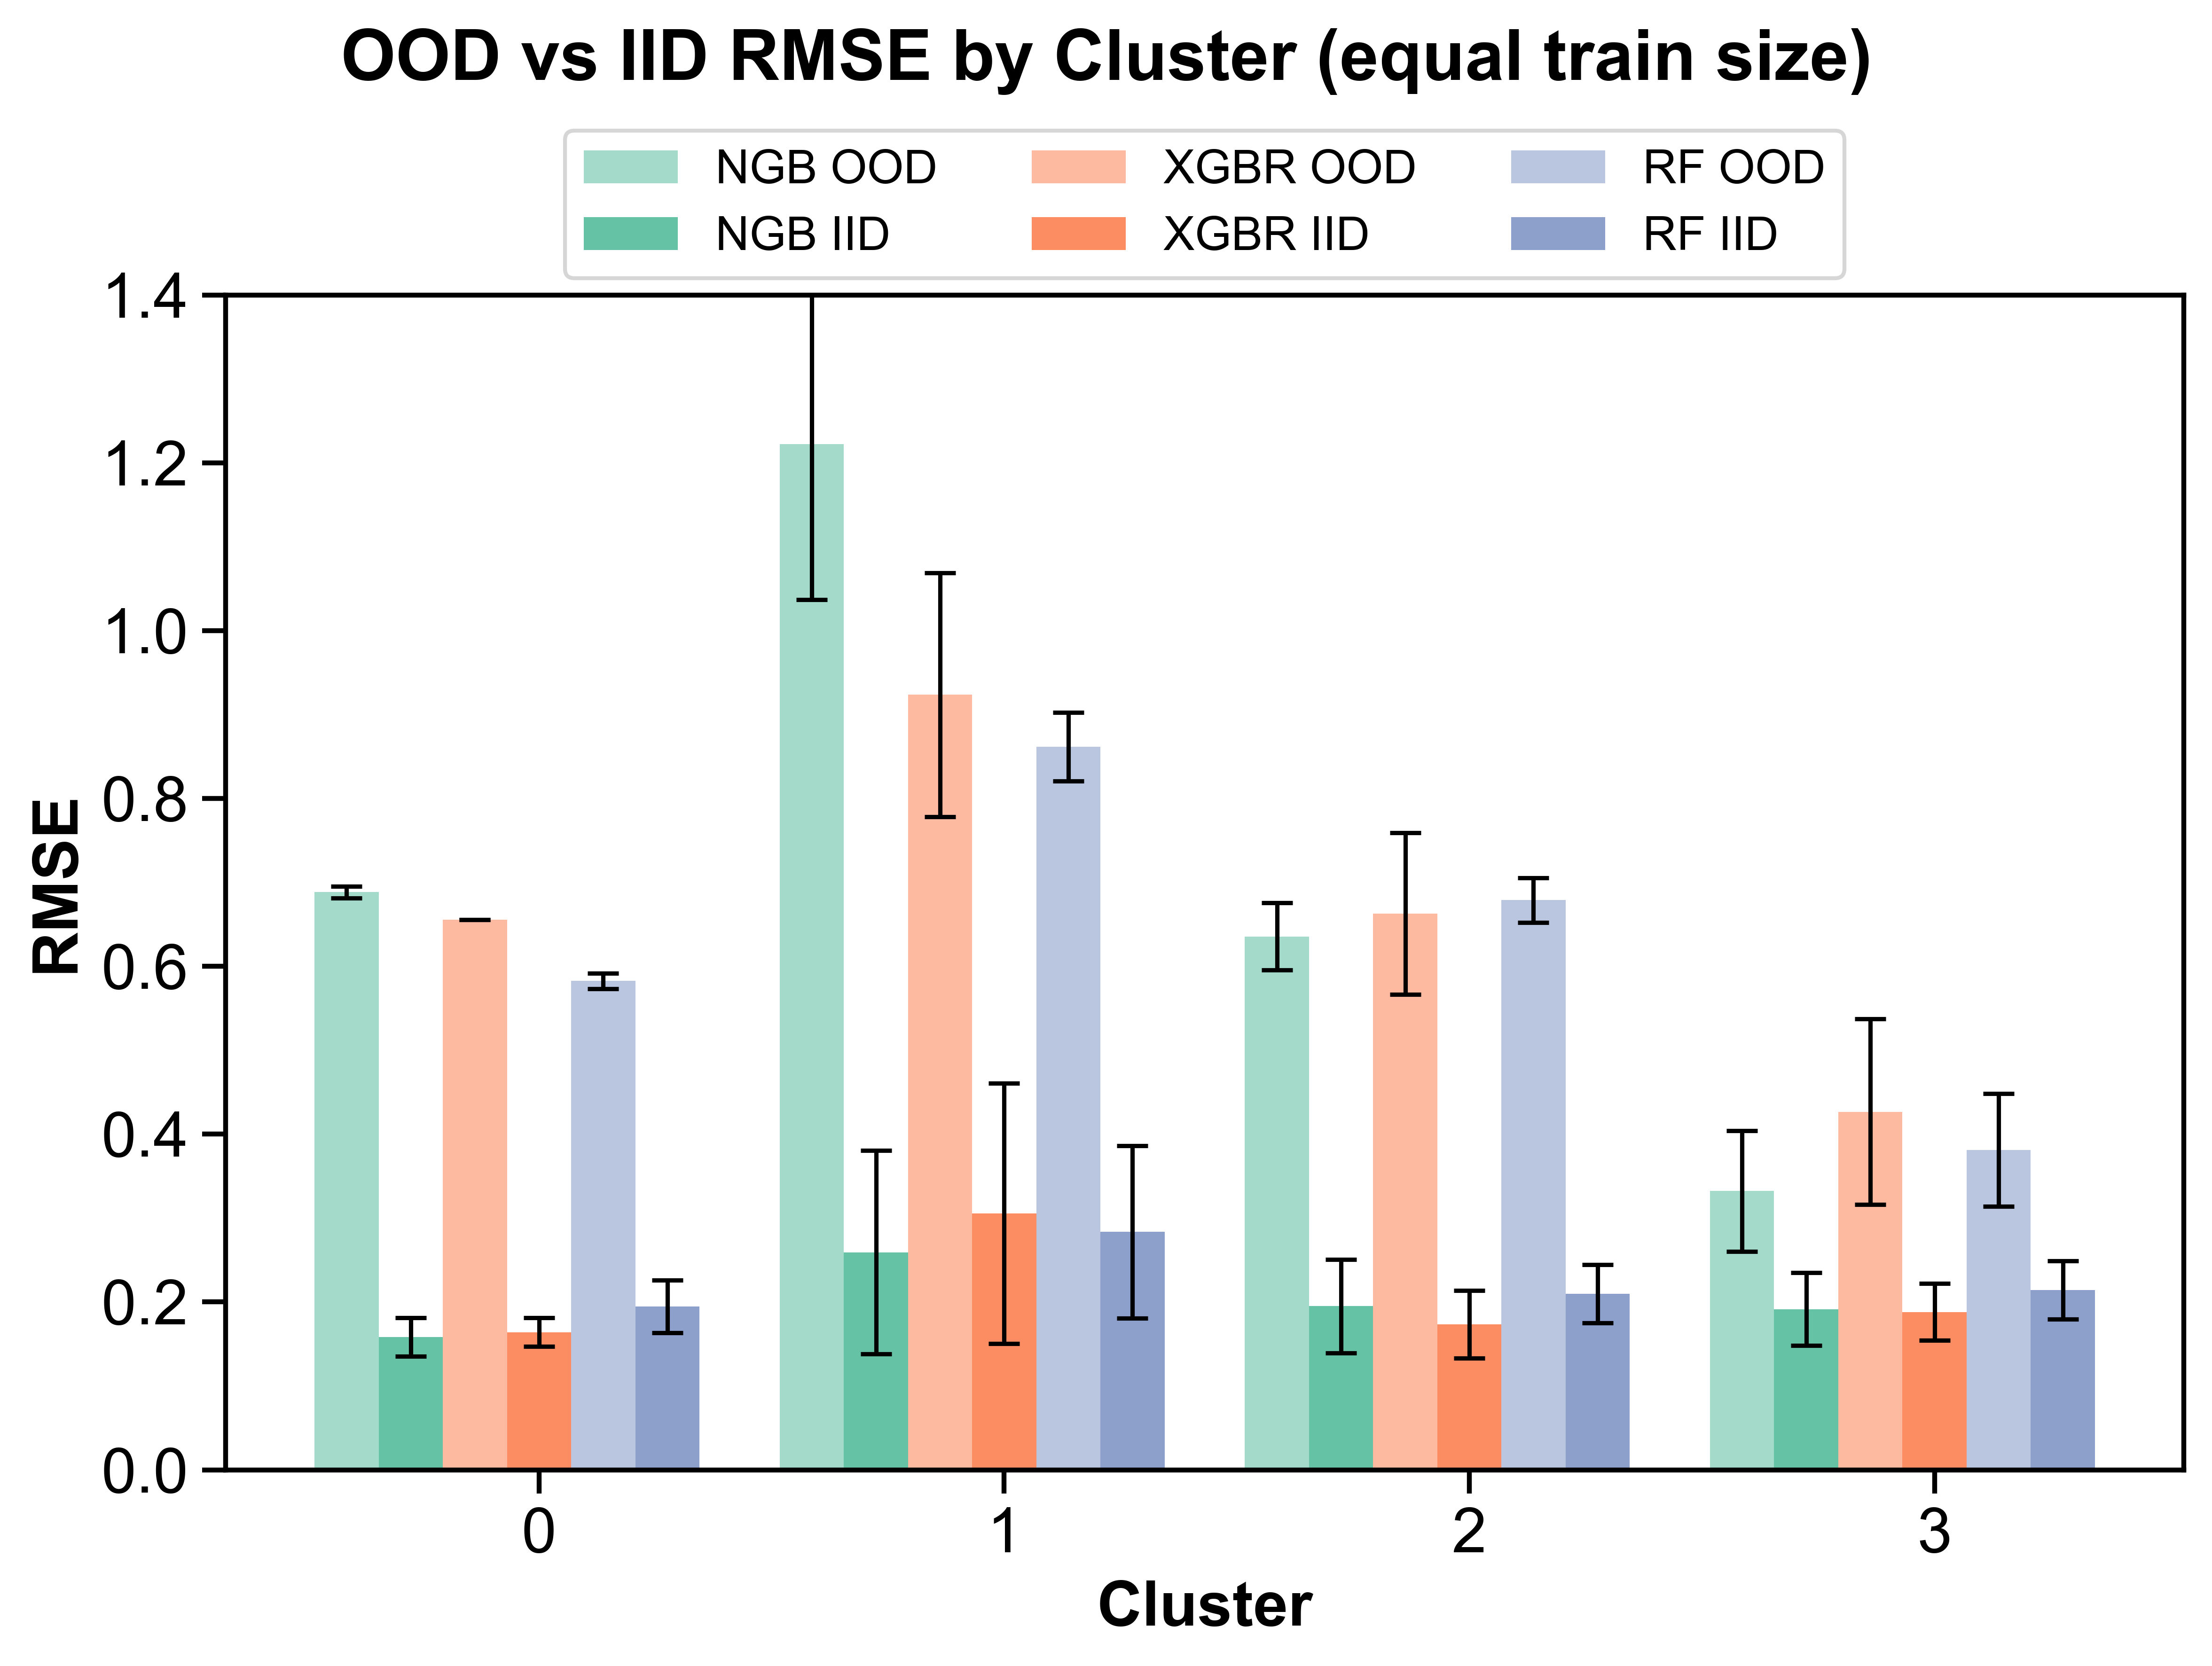 OOD vs IID RMSE by Cluster (equal train size)
NGB OOD XGBR OOD RF OOD
NGB IID XGBR IID RF IID
1.4
1.2
1.0
0.8
0.6
0.4
0.2
0.0
RMSE
0 1 2 3
Cluster